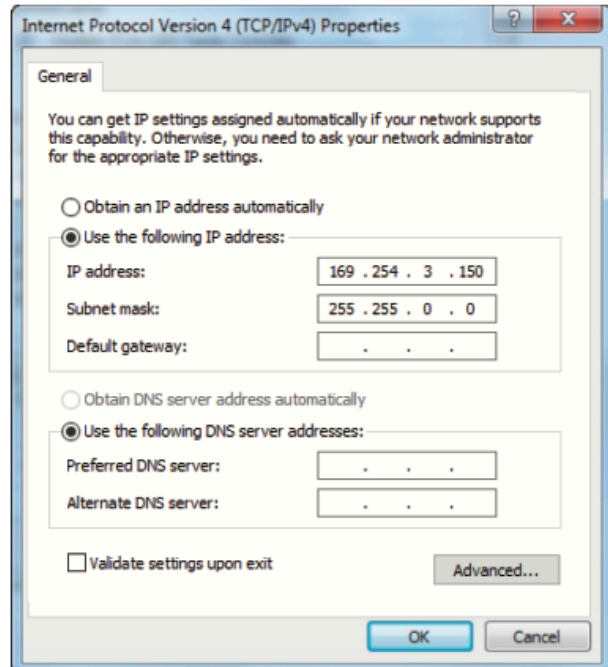 Internet Protocol Version 4 (TCP/IPv4) Properties
General
You can get IP settings assigned automatically if your network supports
this capability. Otherwise, you need to ask your network administrator
for the appropriate IP settings.
Obtain an IP address automatically
Use the following IP address:
IP address: 169 . 254 . 3 . 150
Subnet mask: 255 . 255 . 0 . 0
Default gateway: . . .
Obtain DNS server address automatically
Use the following DNS server addresses:
Preferred DNS server: . . .
Alternate DNS server: . . .
Validate settings upon exit
Advanced...
OK Cancel